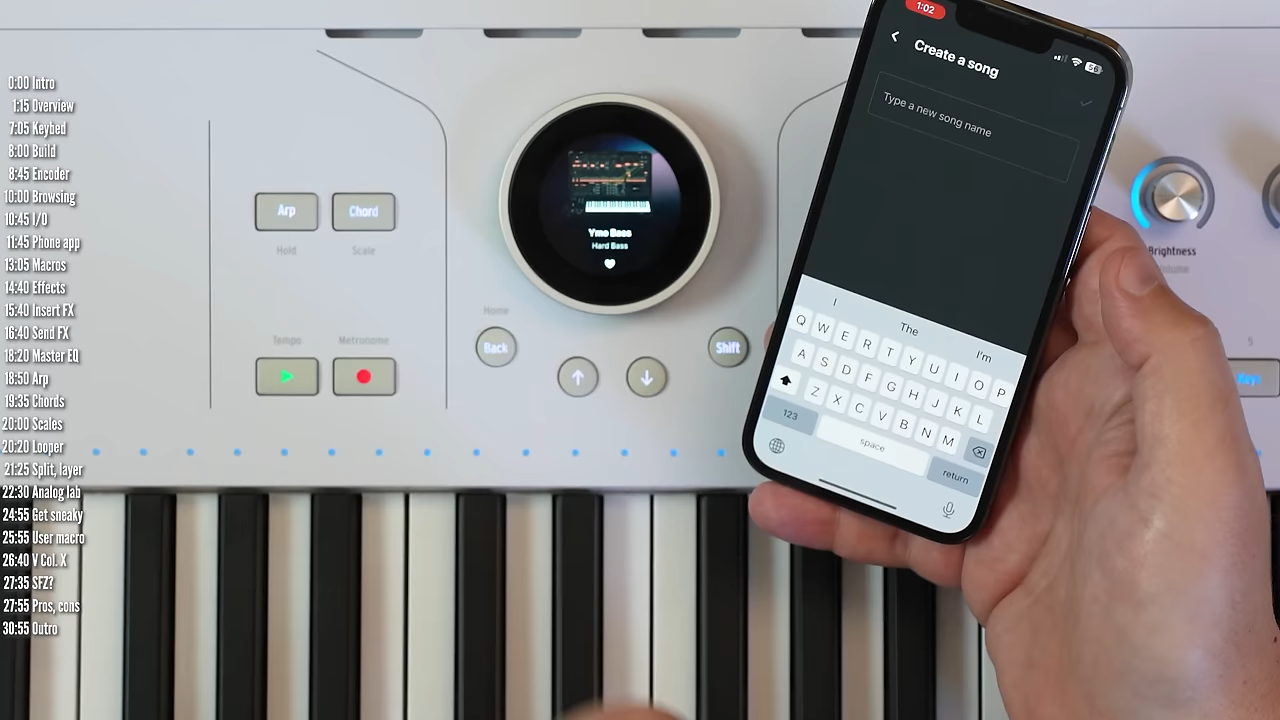 0:00 Intro
1:15 Overview
7:05 Keybed
8:00 Build
8:45 Encoder
10:00 Browsing
10:45 I/O
11:45 Phone app
13:05 Macros
14:40 Effects
15:40 Insert FX
16:40 Send FX
18:20 Master EQ
18:50 Arp
19:35 Chords
20:00 Scales
20:20 Looper
21:25 Split, layer
22:30 Analog lab
24:55 Get sneaky
25:55 User macro
26:40 V Col. X
27:35 SFZ?
27:55 Pros, cons
30:55 Outro
Arp
Chord
Hold
Scale
Tempo
Metronome
Ymo Bass
Hard Bass
Home
Back
Shift
1:02
Create a song
Type a new song name
I
The
I'm
Q W E R T Y U I O P
A S D F G H J K L
Z X C V B N M
123
space
return
Brightness
Volume
5
Keys